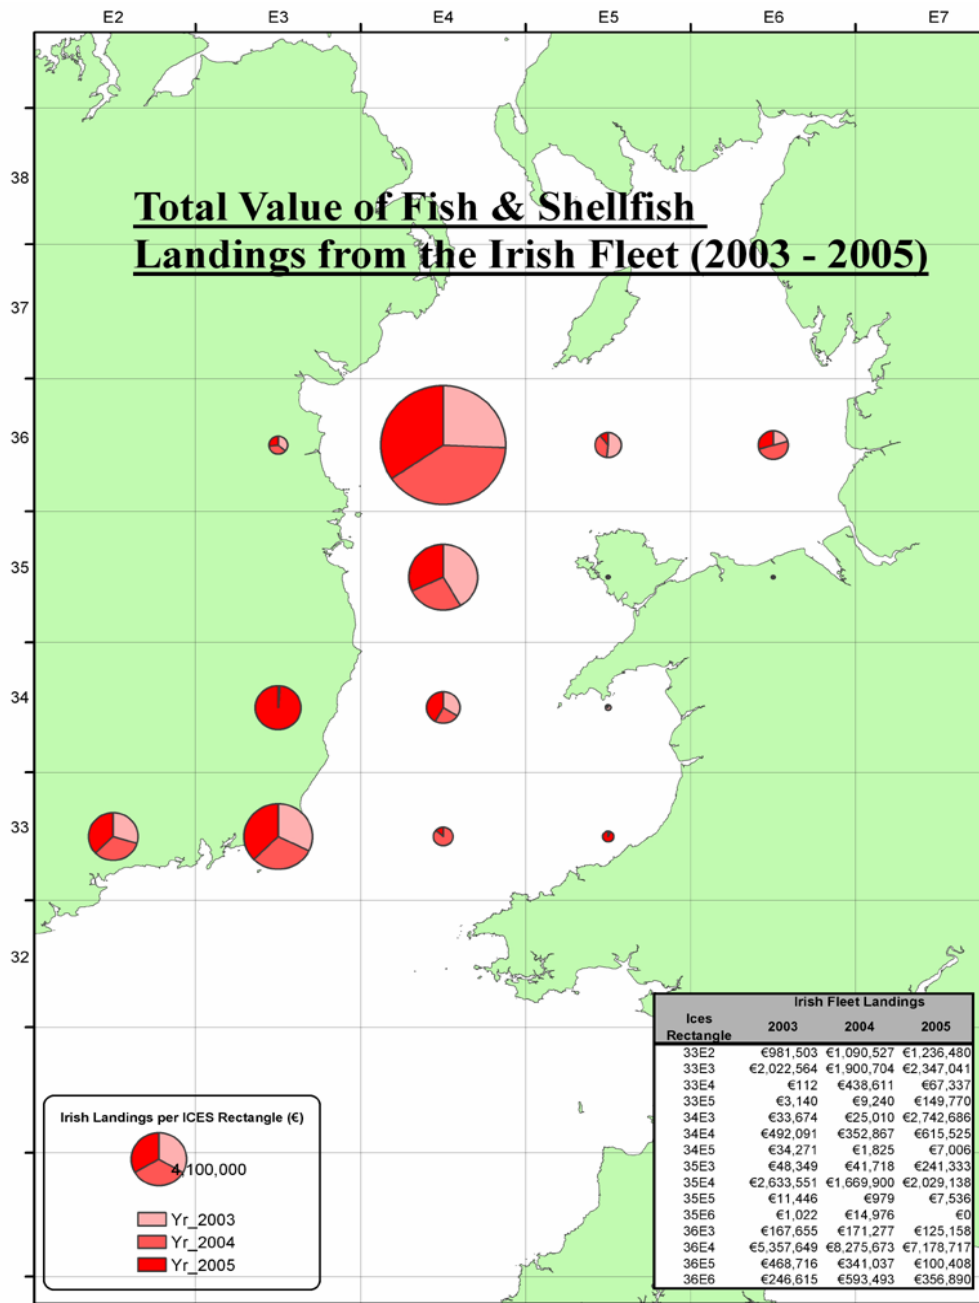 E2 E3 E4 E5 E6 E7
38
Total Value of Fish & Shellfish
Landings from the Irish Fleet (2003 - 2005)
37
36
35
34
33
32
Irish Landings per ICES Rectangle (€)
4,100,000
Yr_2003
Yr_2004
Yr_2005
Irish Fleet Landings
Ices
Rectangle 2003 2004 2005
33E2 €981,503 €1,090,527 €1,236,480
33E3 €2,022,564 €1,900,704 €2,347,041
33E4 €112 €438,611 €67,337
33E5 €3,140 €9,240 €149,770
34E3 €33,674 €25,010 €2,742,686
34E4 €492,091 €352,867 €615,525
34E5 €34,271 €1,825 €7,006
35E3 €48,349 €41,718 €241,333
35E4 €2,633,551 €1,669,900 €2,029,138
35E5 €11,446 €979 €7,536
35E6 €1,022 €14,976 €0
36E3 €167,655 €171,277 €125,158
36E4 €5,357,649 €8,275,673 €7,178,717
36E5 €468,716 €341,037 €100,408
36E6 €246,615 €593,493 €356,890